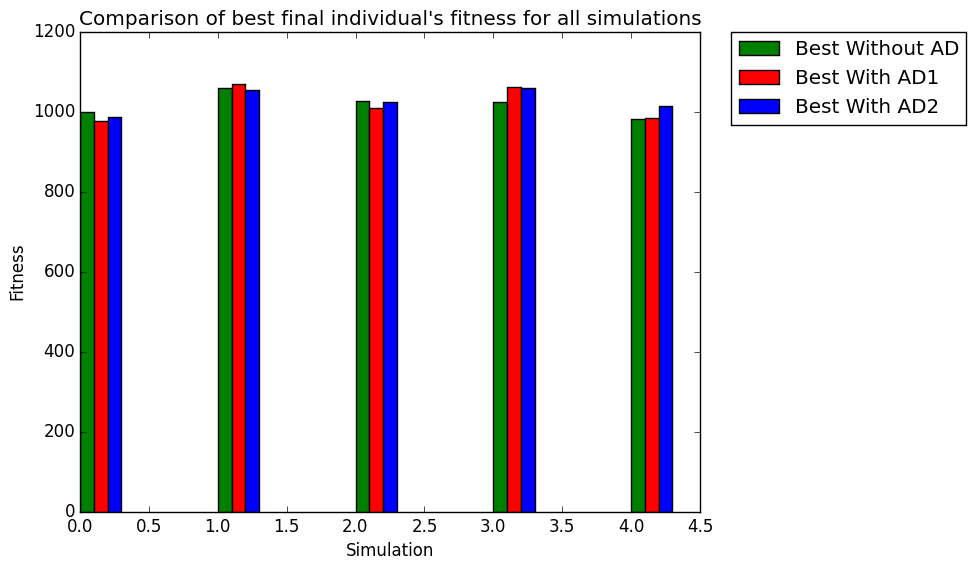 Comparison of best final individual's fitness for all simulations
1200
1000
800
600
400
200
0
Fitness
0.0 0.5 1.0 1.5 2.0 2.5 3.0 3.5 4.0 4.5
Simulation
Best Without AD
Best With AD1
Best With AD2